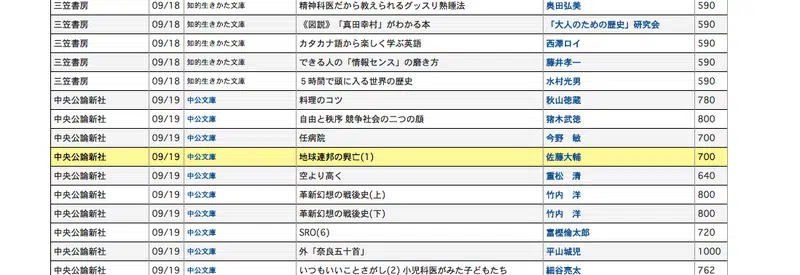 三笠書房 09/18 知的生きかた文庫 精神科医だから教えられるグッスリ熟睡法 奥田弘美 590
三笠書房 09/18 知的生きかた文庫 《図説》「真田幸村」がわかる本 「大人のための歴史」研究会 590
三笠書房 09/18 知的生きかた文庫 カタカナ語から楽しく学ぶ英語 西澤ロイ 590
三笠書房 09/18 知的生きかた文庫 できる人の「情報センス」の磨き方 藤井孝一 590
三笠書房 09/18 知的生きかた文庫 5時間で頭に入る世界の歴史 水村光男 590
中央公論新社 09/19 中公文庫 料理のコツ 秋山徳蔵 780
中央公論新社 09/19 中公文庫 自由と秩序 競争社会の二つの顔 猪木武徳 800
中央公論新社 09/19 中公文庫 任病院 今野 敏 700
中央公論新社 09/19 中公文庫 地球連邦の興亡(1) 佐藤大輔 700
中央公論新社 09/19 中公文庫 空より高く 重松 清 640
中央公論新社 09/19 中公文庫 革新幻想の戦後史(上) 竹内 洋 800
中央公論新社 09/19 中公文庫 革新幻想の戦後史(下) 竹内 洋 800
中央公論新社 09/19 中公文庫 SRO(6) 富樫倫太郎 720
中央公論新社 09/19 中公文庫 外「奈良五十首」 平山城児 1000
中央公論新社 09/19 中公文庫 いつもいいことさがし(2) 小児科医がみた子どもたち 細谷亮太 762